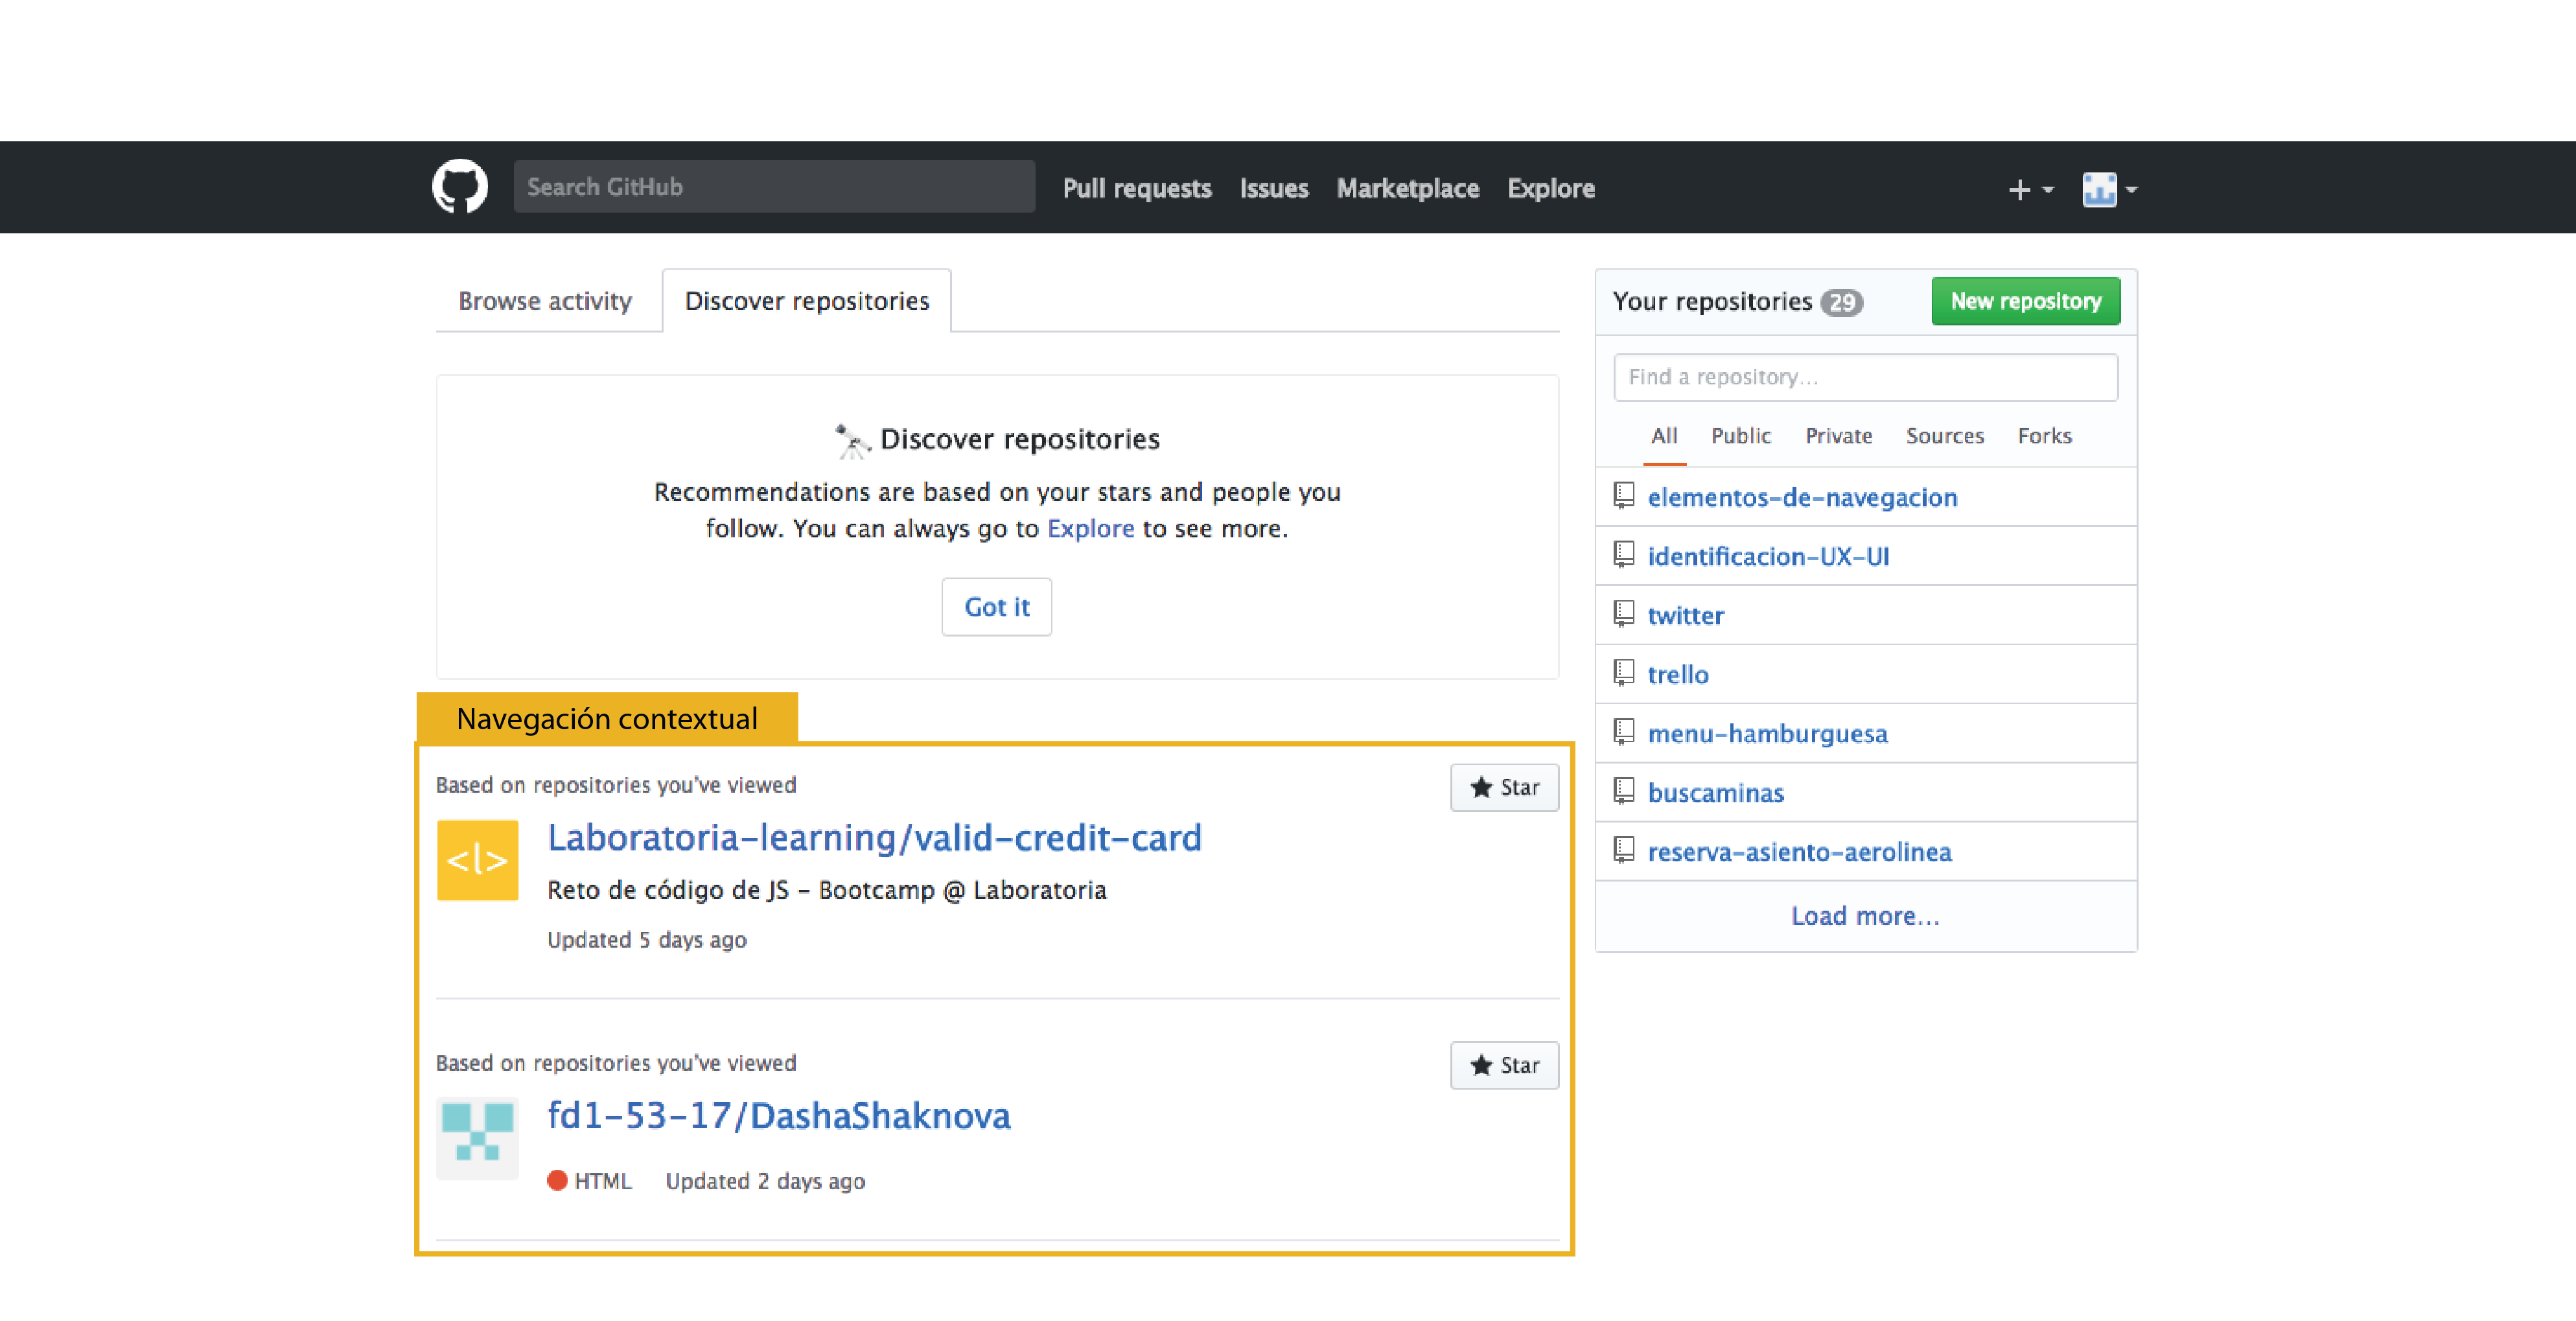 Search GitHub
Pull requests Issues Marketplace Explore
Browse activity
Discover repositories
Discover repositories
Recommendations are based on your stars and people you
follow. You can always go to Explore to see more.
Got it
Navegación contextual
Based on repositories you've viewed
Star
<l>
Laboratoria-learning/valid-credit-card
Reto de código de JS - Bootcamp @ Laboratoria
Updated 5 days ago
Based on repositories you've viewed
Star
fd1-53-17/DashaShaknova
HTML Updated 2 days ago
Your repositories 29
New repository
Find a repository...
All Public Private Sources Forks
elementos-de-navegacion
identificacion-UX-UI
twitter
trello
menu-hamburguesa
buscaminas
reserva-asiento-aerolinea
Load more...